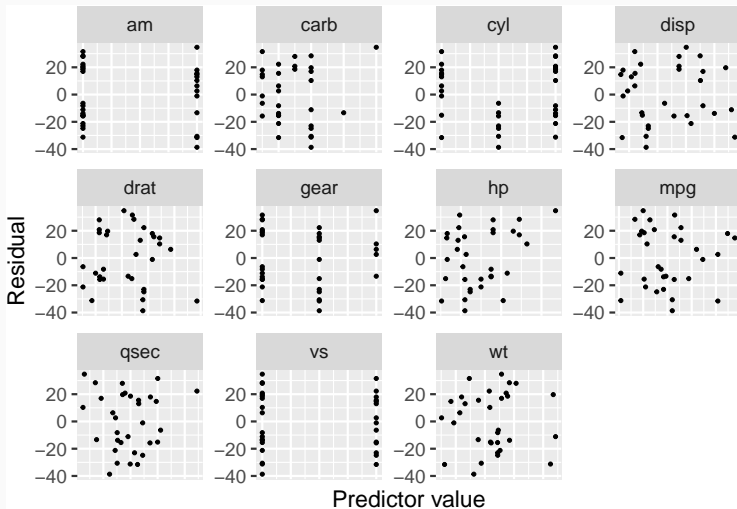 am carb cyl disp
20
0
−20
−40
drat gear hp mpg
20
0
−20
−40
qsec vs wt
20
0
−20
−40
Residual
Predictor value